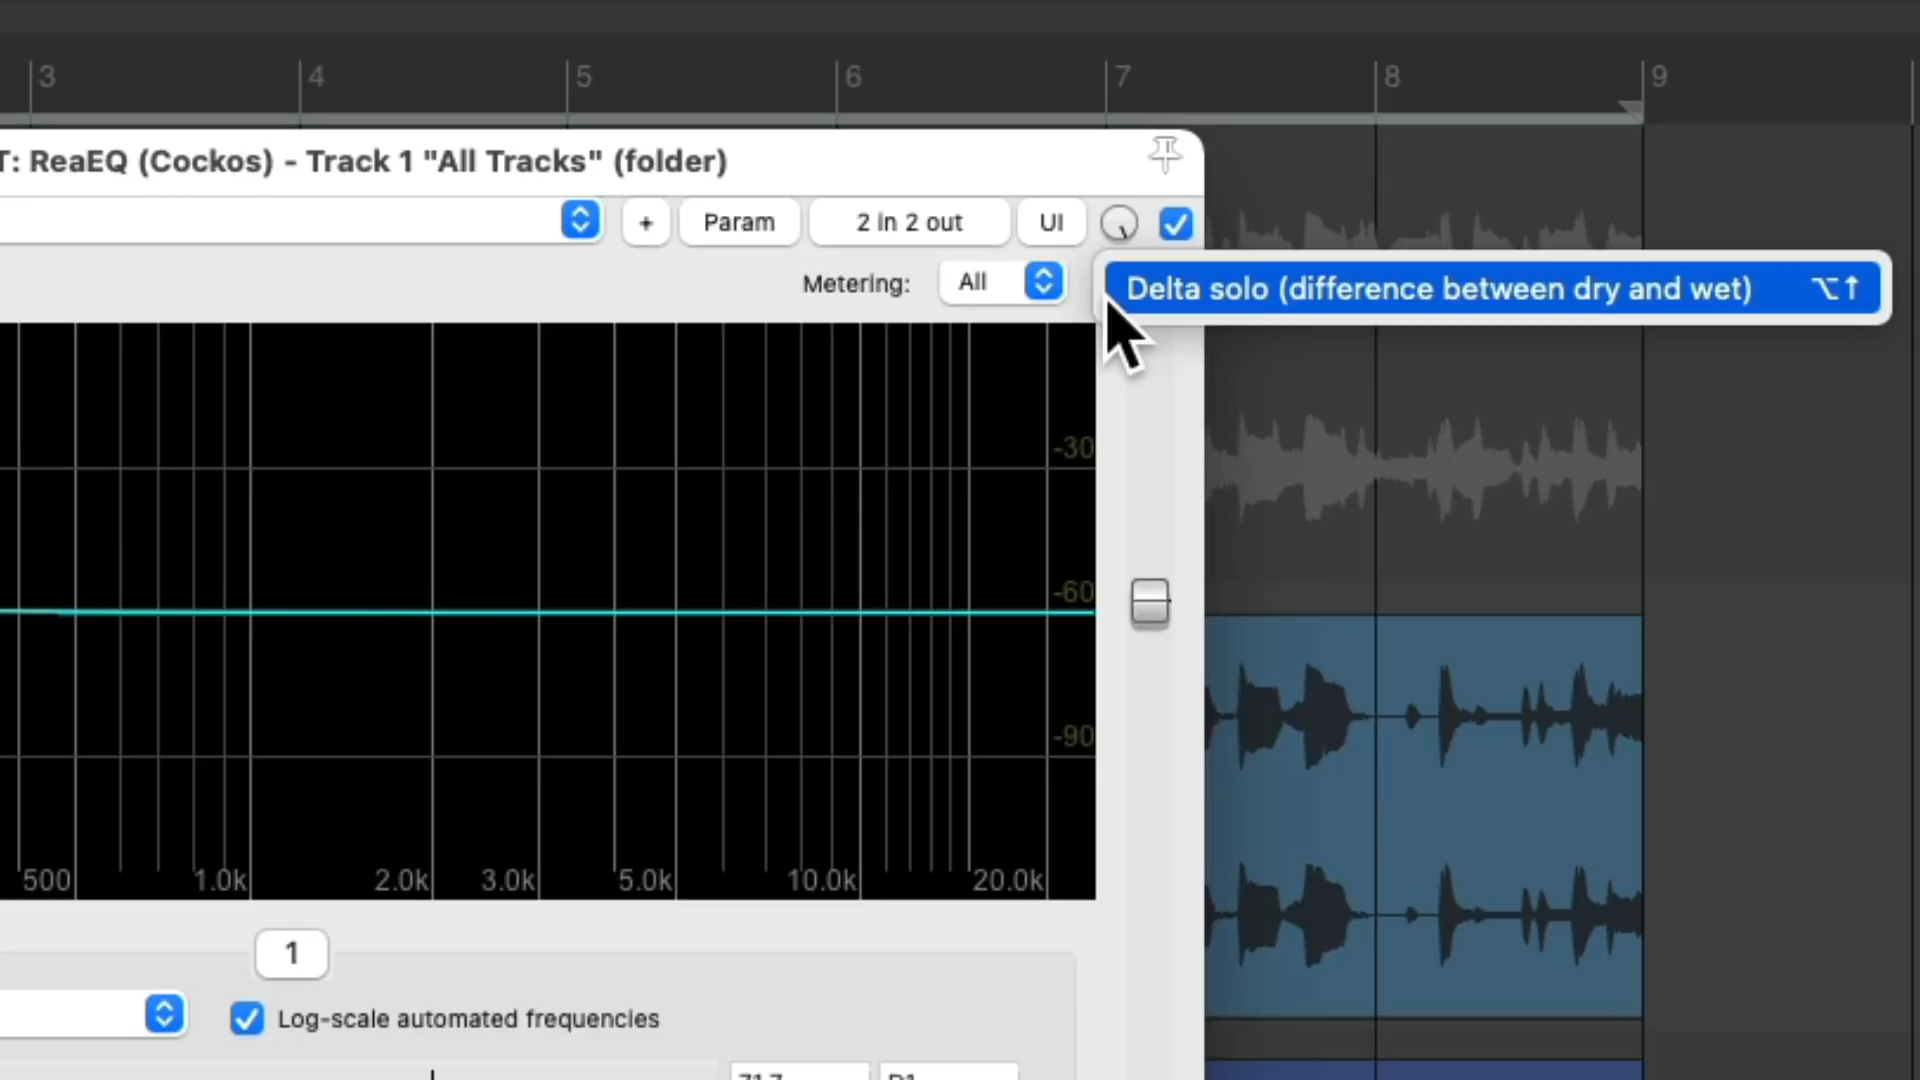 3 4 5 6 7 8 9
T: ReaEQ (Cockos) - Track 1 "All Tracks" (folder)
+ Param 2 in 2 out UI
Metering: All
Delta solo (difference between dry and wet) ⌥↑
-30
-60
-90
500 1.0k 2.0k 3.0k 5.0k 10.0k 20.0k
1
Log-scale automated frequencies